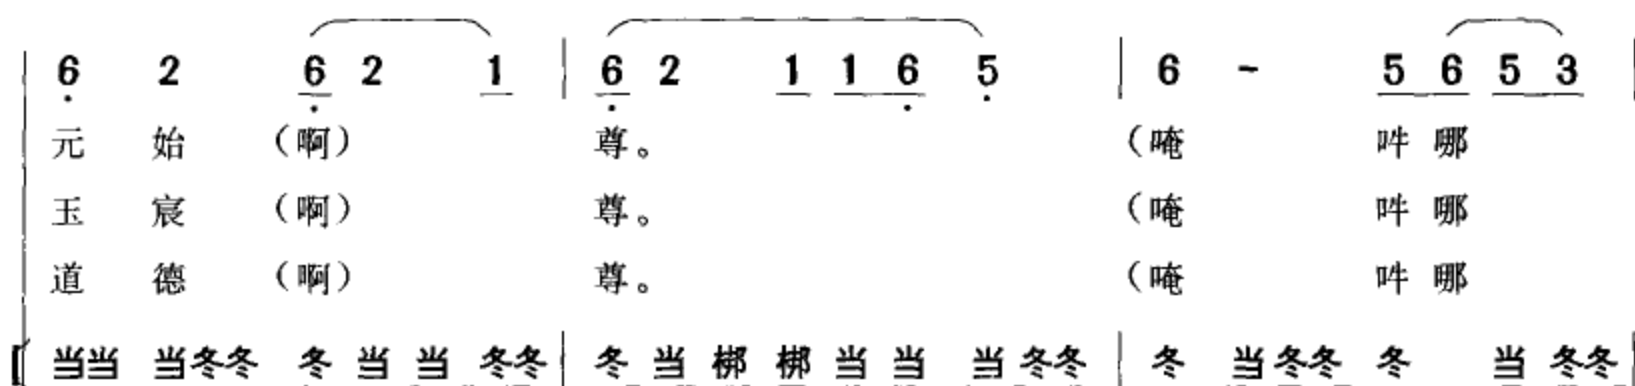 6 2 6 2 1 | 6 2 1 1 6 5 | 6 - 5 6 5 3
元 始 （啊） 尊。 （唵 吽 哪
玉 宸 （啊） 尊。 （唵 吽 哪
道 德 （啊） 尊。 （唵 吽 哪
当当 当冬冬 冬 当 当 冬冬 冬 当 梆 梆 当 当 当 冬冬 冬 当 冬冬 冬 当 冬冬